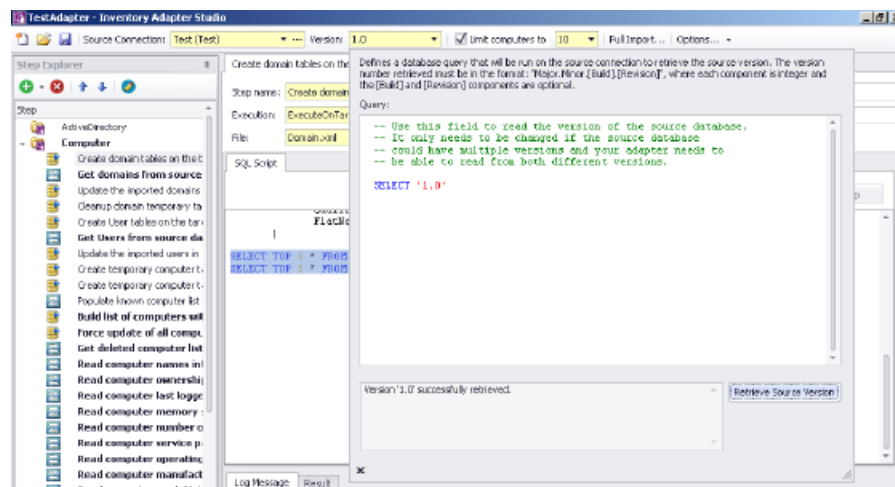 TestAdapter - Inventory Adapter Studio
Source Connection: Test (Test) Version: 1.0 Limit computers to 10 Full Import... Options...
Step Explorer
Step
ActiveDirectory
Computer
Create domain tables on the t
Get domains from source
Update the imported domains
Cleanup domain temporary ta
Create User tables on the tar
Get Users from source da
Update the imported users in
Create temporary computer t
Create temporary computer t
Populate known computer list
Build list of computers wit
Force update of all compu
Get deleted computer list
Read computer names in
Read computer ownership
Read computer last logge
Read computer memory
Read computer number o
Read computer service p
Read computer operating
Read computer manufact
Create domain tables on the
Step name: Create domain
Execution: ExecuteOnTar
File: Domain.xml
SQL Script
FlatNa
SELECT TOP * FROM
SELECT TOP * FROM
Log Message Result
Defines a database query that will be run on the source connection to retrieve the source version. The version
number retrieved must be in the format: "Major.Minor.[Build].[Revision]", where each component is integer and
the [Build] and [Revision] components are optional.
Query:
-- Use this field to read the version of the source database.
-- It only needs to be changed if the source database
-- could have multiple versions and your adapter needs to
-- be able to read from both different versions.
SELECT '1.0'
Version '1.0' successfully retrieved.
Retrieve Source Version